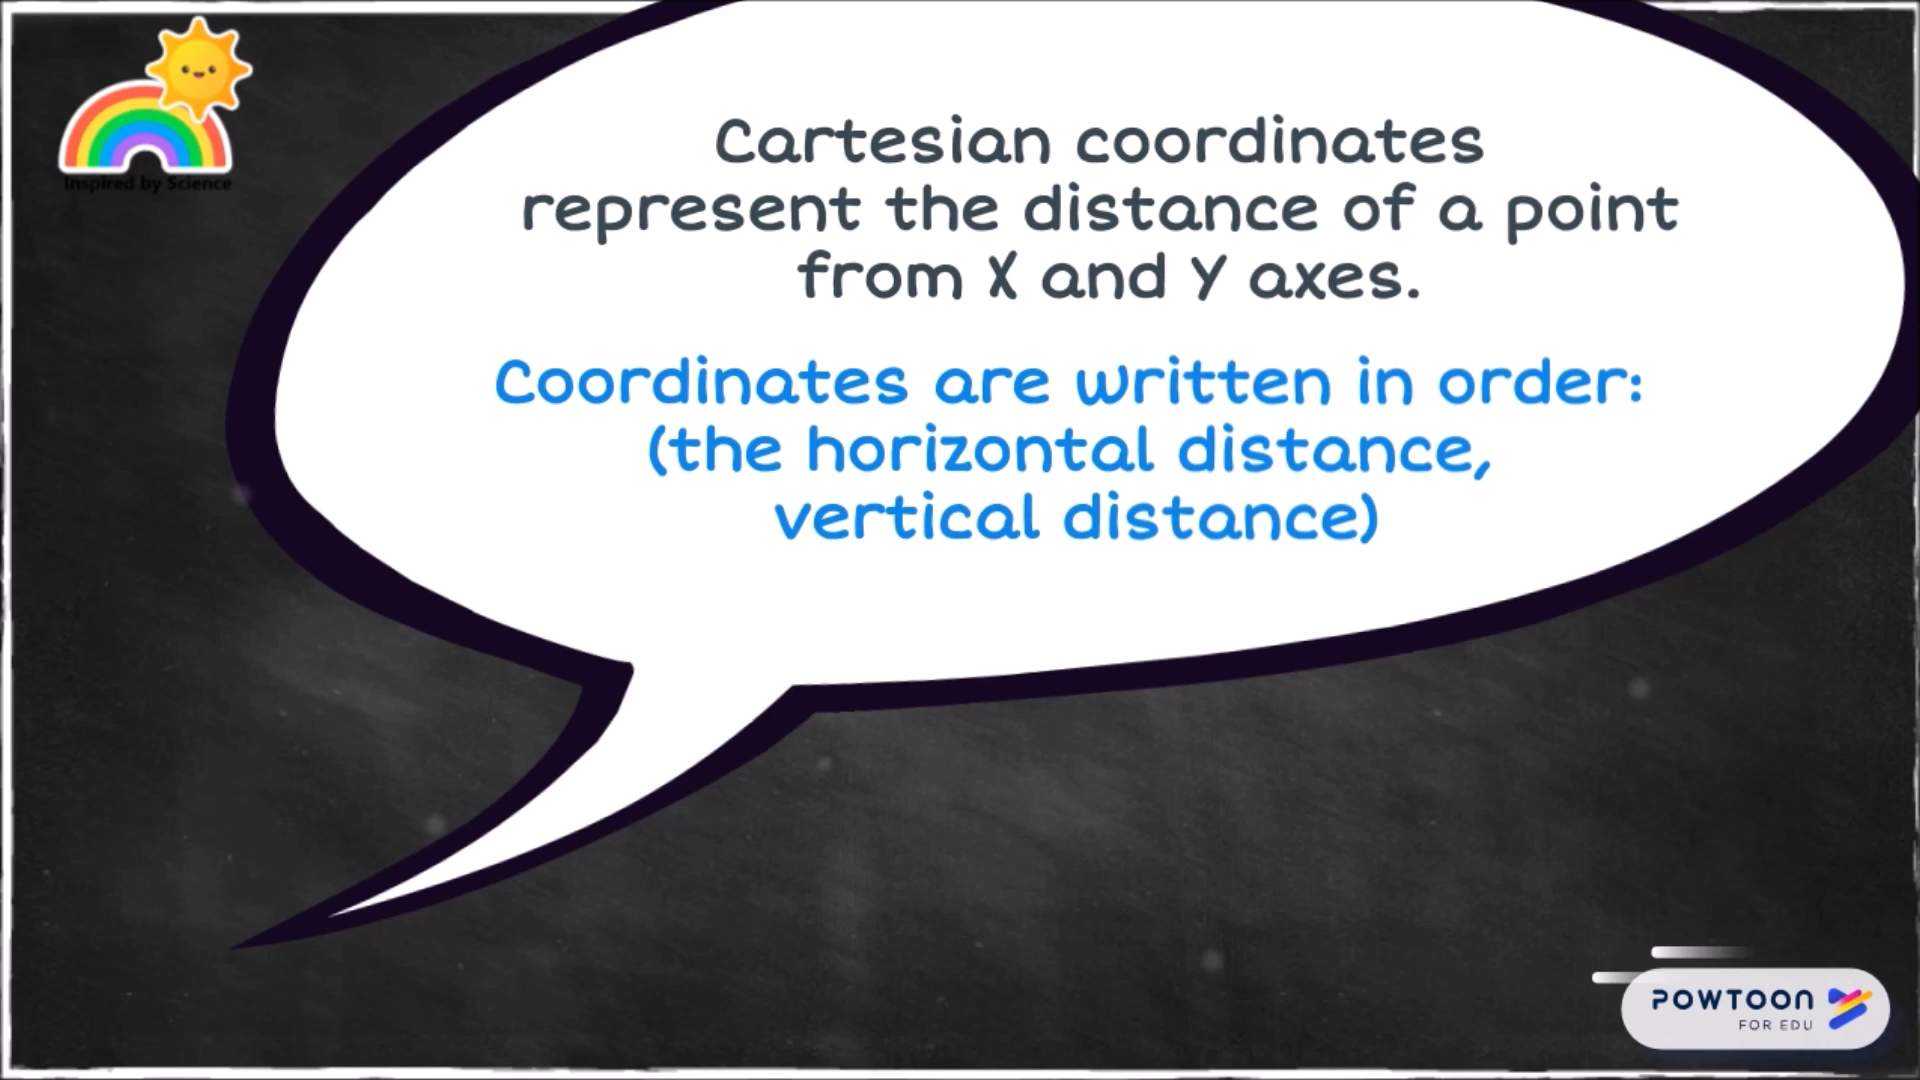 Inspired by Science
Cartesian coordinates
represent the distance of a point
from X and Y axes.
Coordinates are written in order:
(the horizontal distance,
vertical distance)
POWTOON
FOR EDU